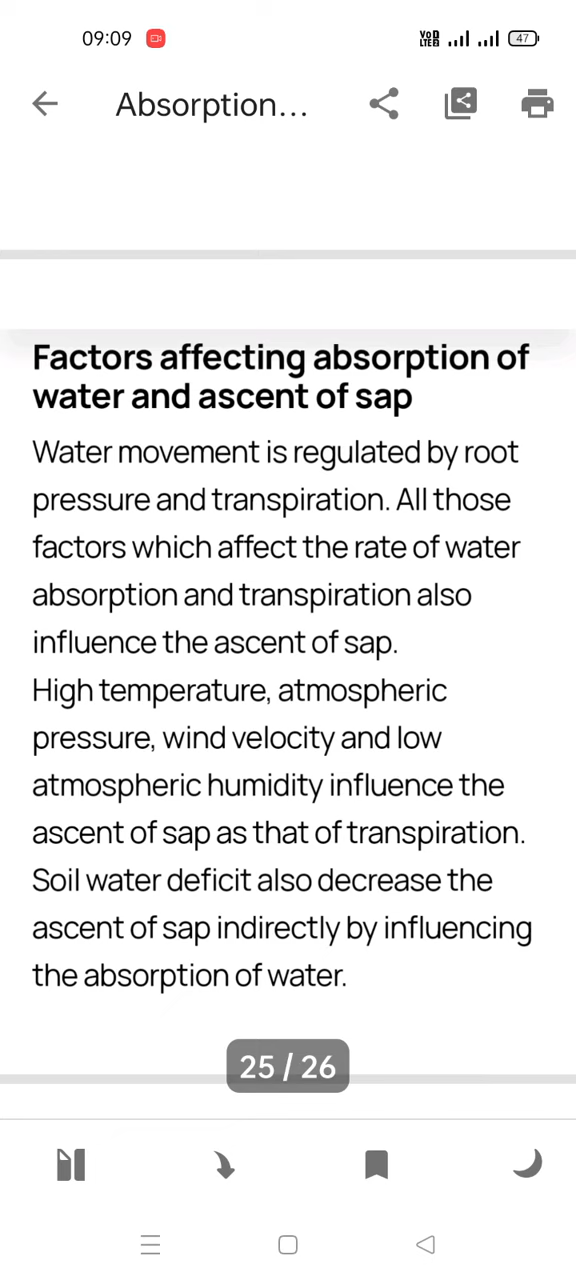 09:09
VoD LTE2 47
Absorption...
Factors affecting absorption of
water and ascent of sap
Water movement is regulated by root
pressure and transpiration. All those
factors which affect the rate of water
absorption and transpiration also
influence the ascent of sap.
High temperature, atmospheric
pressure, wind velocity and low
atmospheric humidity influence the
ascent of sap as that of transpiration.
Soil water deficit also decrease the
ascent of sap indirectly by influencing
the absorption of water.
25 / 26